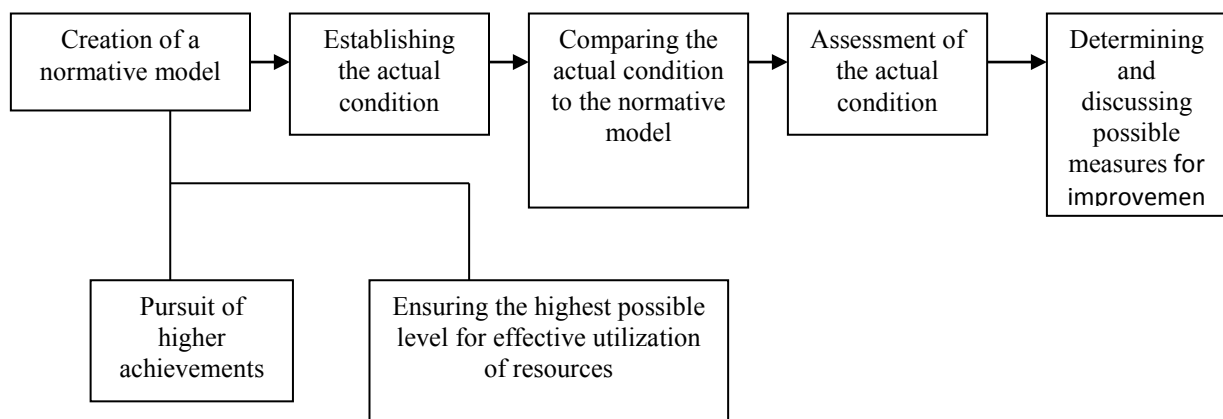 Creation of a
normative model
Establishing
the actual
condition
Comparing the
actual condition
to the normative
model
Assessment of
the actual
condition
Determining
and
discussing
possible
measures for
improvemen
Pursuit of
higher
achievements
Ensuring the highest possible
level for effective utilization
of resources